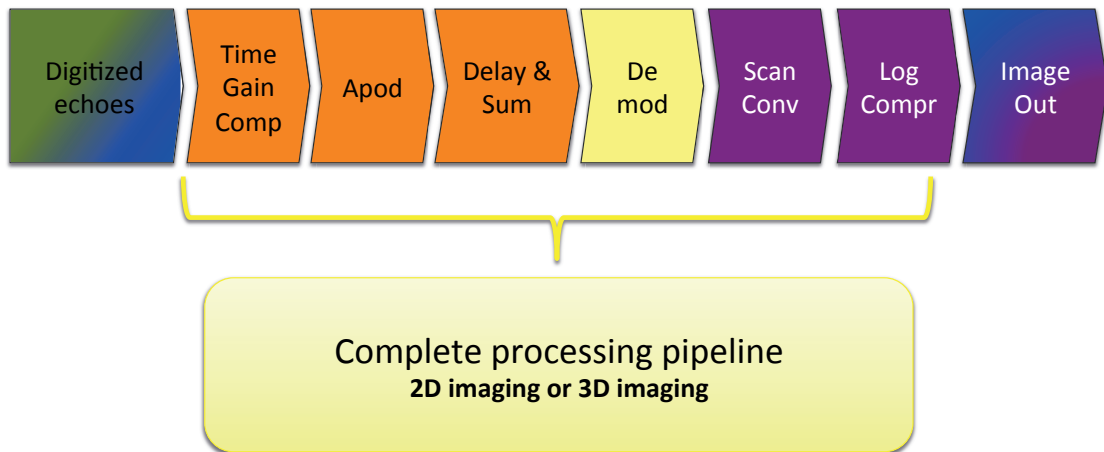 Digitized
echoes
Time
Gain
Comp
Apod
Delay &
Sum
De
mod
Scan
Conv
Log
Compr
Image
Out
Complete processing pipeline
2D imaging or 3D imaging